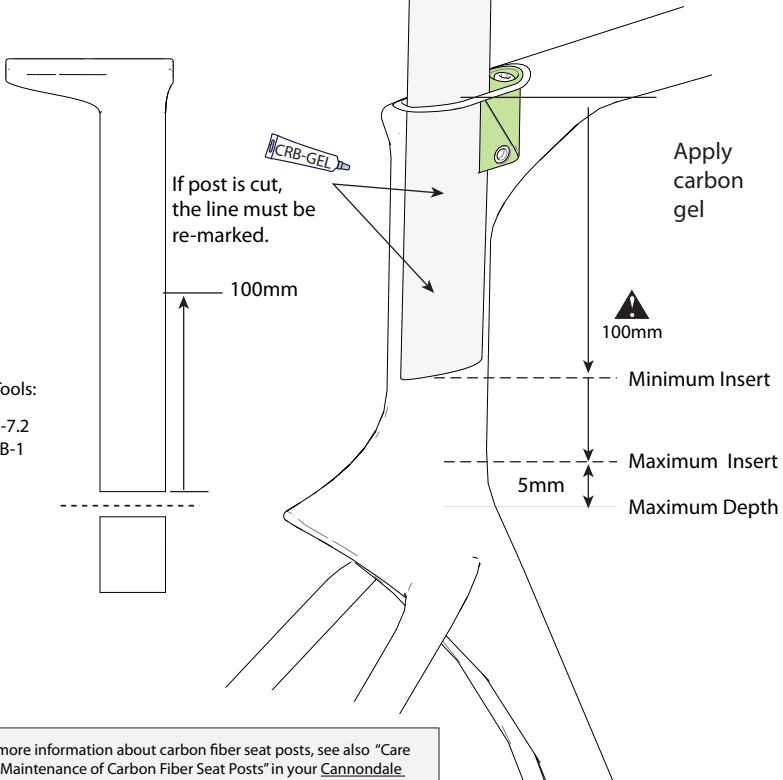 CRB-GEL
If post is cut,
the line must be
re-marked.
100mm
Apply
carbon
gel
100mm
Minimum Insert
Maximum Insert
5mm
Maximum Depth
Tools:
-7.2
B-1
more information about carbon fiber seat posts, see also "Care
Maintenance of Carbon Fiber Seat Posts" in your Cannondale